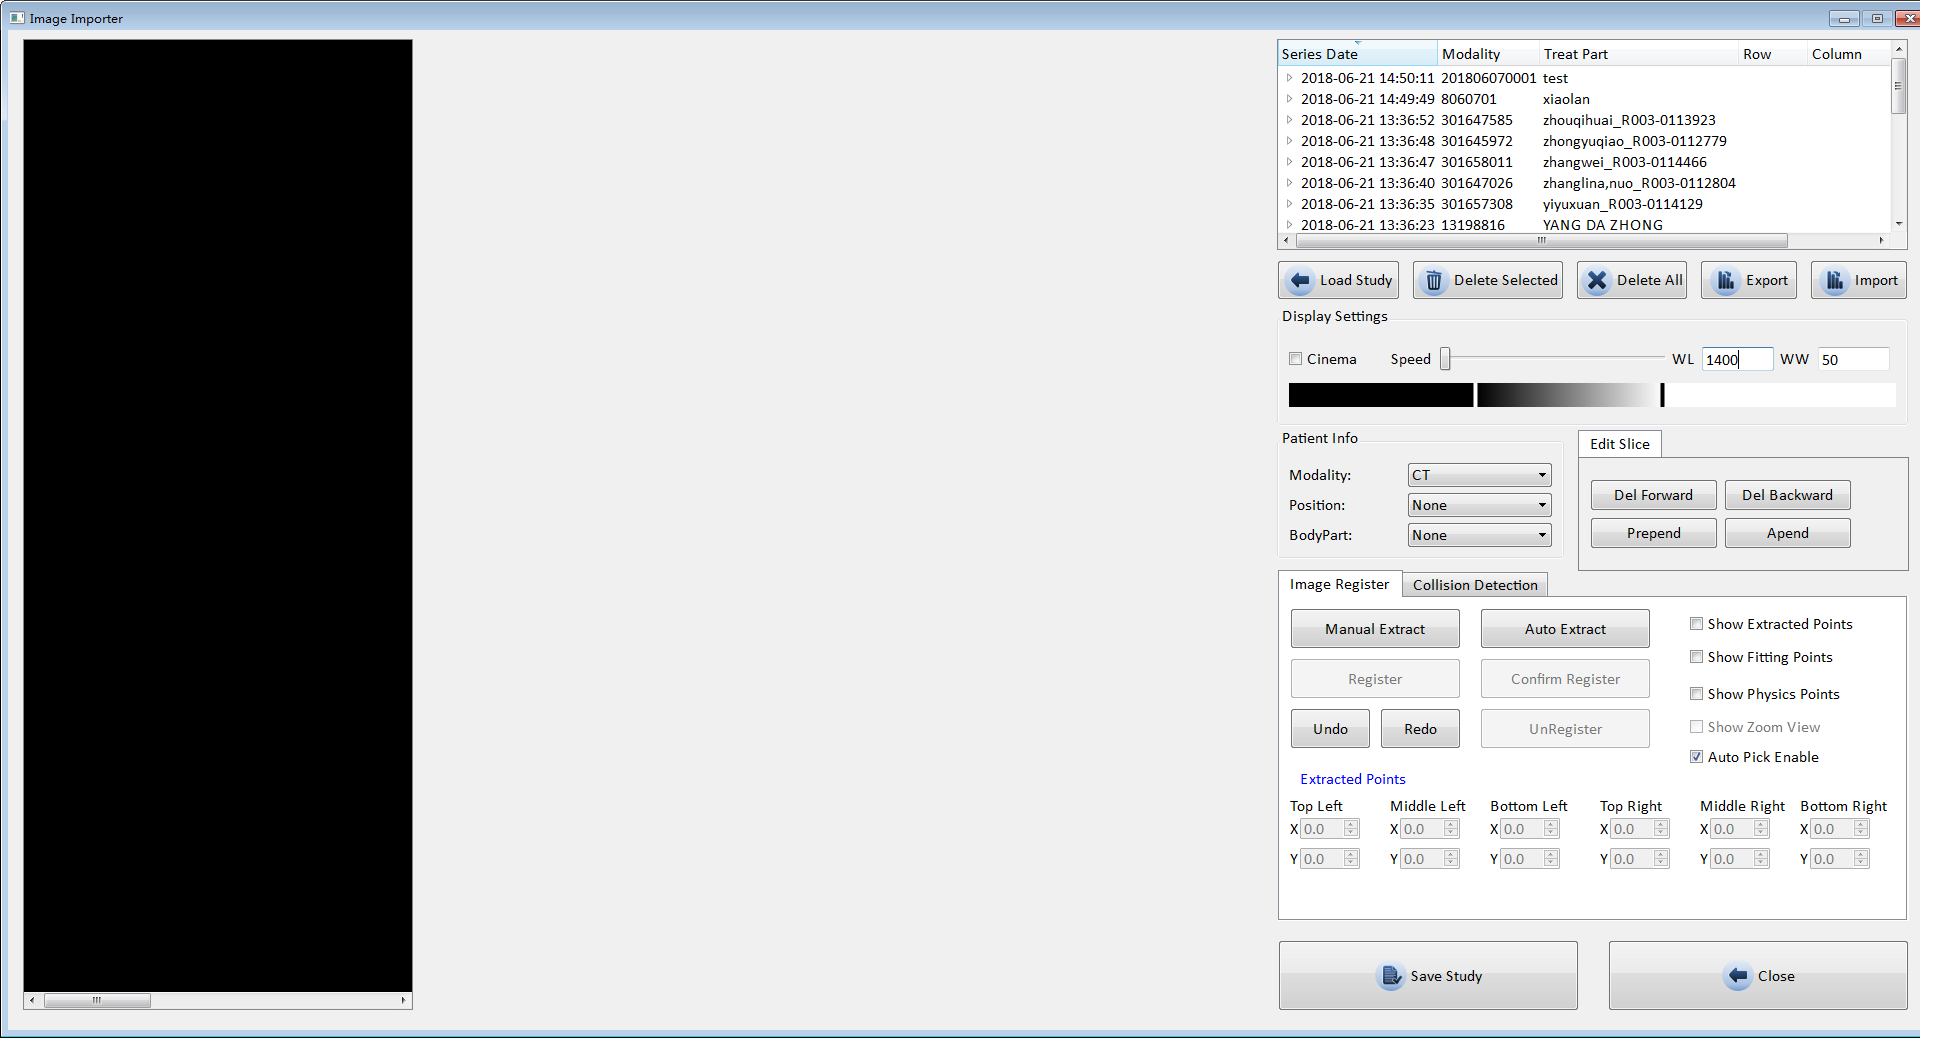 Image Importer
Series Date Modality Treat Part Row Column
2018-06-21 14:50:11 201806070001 test
2018-06-21 14:49:49 8060701 xiaolan
2018-06-21 13:36:52 301647585 zhouqihuai_R003-0113923
2018-06-21 13:36:48 301645972 zhongyuqiao_R003-0112779
2018-06-21 13:36:47 301658011 zhangwei_R003-0114466
2018-06-21 13:36:40 301647026 zhanglina,nuo_R003-0112804
2018-06-21 13:36:35 301657308 yiyuxuan_R003-0114129
2018-06-21 13:36:23 13198816 YANG DA ZHONG
Load Study Delete Selected Delete All Export Import
Display Settings
Cinema Speed WL 1400 WW 50
Patient Info
Edit Slice
Modality: CT
Position: None
BodyPart: None
Del Forward Del Backward
Prepend Apend
Image Register Collision Detection
Manual Extract Auto Extract Show Extracted Points
Show Fitting Points
Register Confirm Register Show Physics Points
Undo Redo UnRegister Show Zoom View
Auto Pick Enable
Extracted Points
Top Left Middle Left Bottom Left Top Right Middle Right Bottom Right
X 0.0 X 0.0 X 0.0 X 0.0 X 0.0 X 0.0
Y 0.0 Y 0.0 Y 0.0 Y 0.0 Y 0.0 Y 0.0
Save Study Close